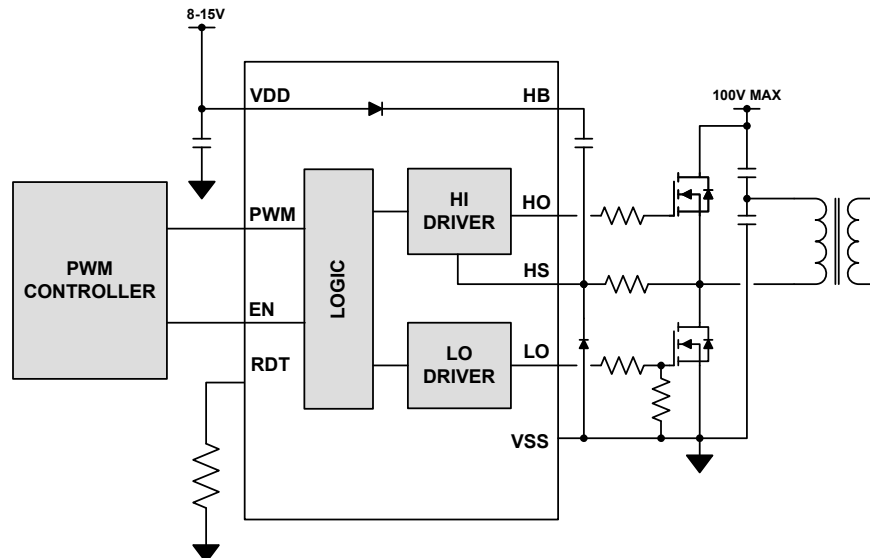 8-15V
VDD
HB
100V MAX
PWM
CONTROLLER
PWM
EN
RDT
LOGIC
HI
DRIVER
HO
HS
LO
DRIVER
LO
VSS